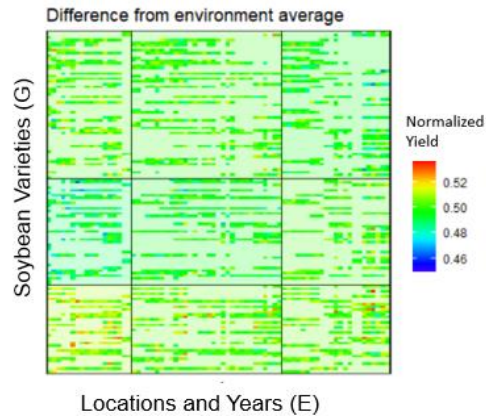 Difference from environment average
Soybean Varieties (G)
Normalized
Yield
0.52
0.50
0.48
0.46
Locations and Years (E)